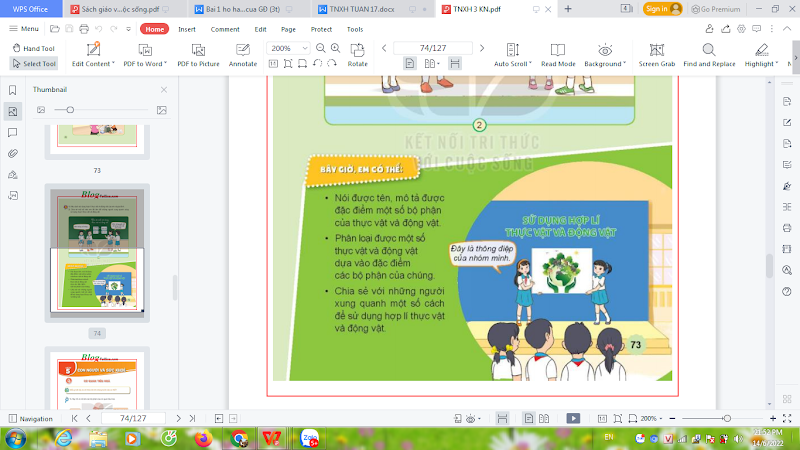 WPS Office
Sách giáo v...ộc sống.pdf
Bai 1 ho ha...cua GĐ (3t)
TNXH TUAN 17.docx
TNXH 3 KN.pdf
4
Sign in
Go Premium
Menu
Home
Insert
Comment
Edit
Page
Protect
Tools
Hand Tool
Select Tool
Edit Content
PDF to Word
PDF to Picture
Annotate
200%
74/127
Rotate
Auto Scroll
Read Mode
Background
Screen Grab
Find and Replace
Highlight
Thumbnail
73
74
2
KẾT NỐI TRI THỨC
VỚI CUỘC SỐNG
BÂY GIỜ, EM CÓ THỂ:
• Nói được tên, mô tả được
đặc điểm một số bộ phận
của thực vật và động vật.
• Phân loại được một số
thực vật và động vật
dựa vào đặc điểm
các bộ phận của chúng.
• Chia sẻ với những người
xung quanh một số cách
để sử dụng hợp lí thực vật
và động vật.
SỬ DỤNG HỢP LÍ
THỰC VẬT VÀ ĐỘNG VẬT
Đây là thông điệp
của nhóm mình.
73
Navigation
74/127
200%
Zalo
5+
EN
14/6/2022